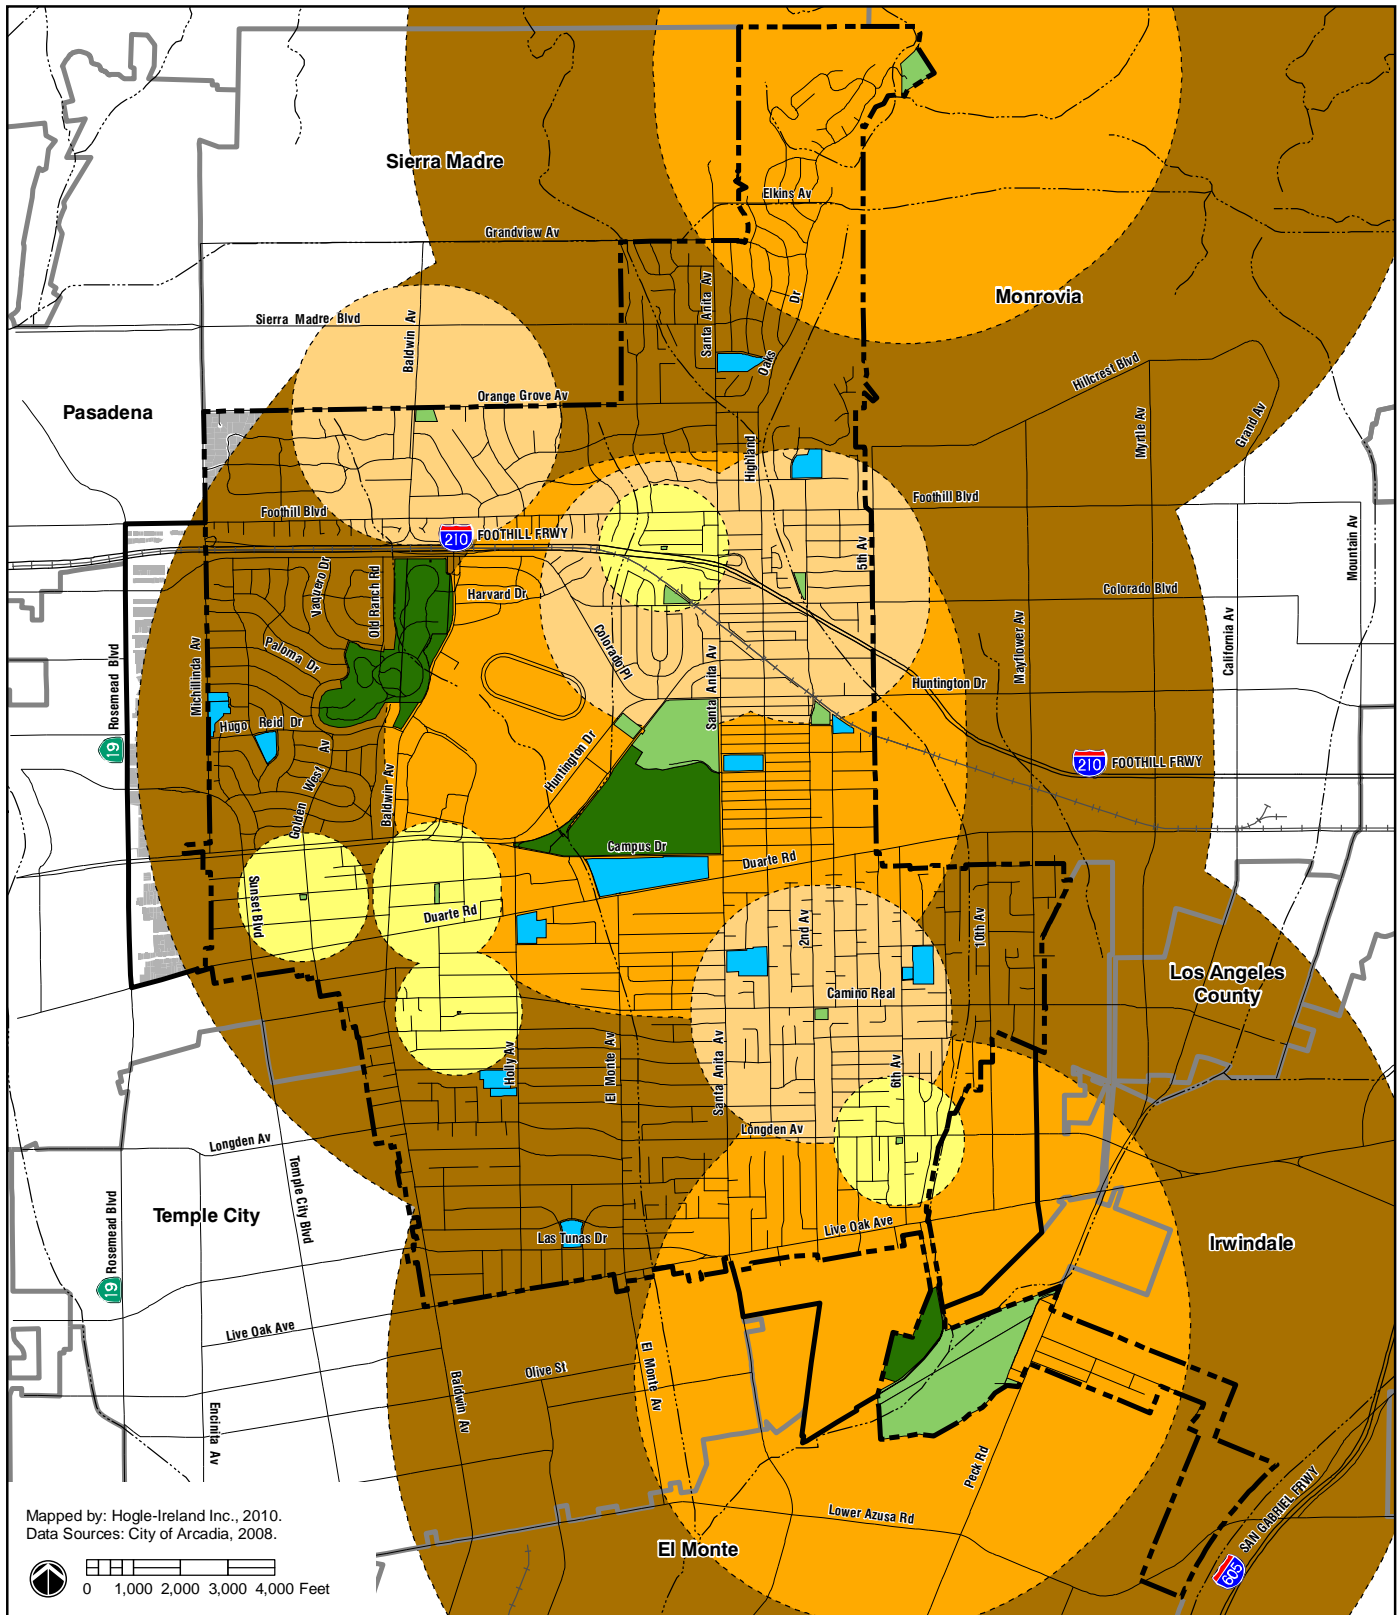 Sierra Madre
Elkins Av
Grandview Av
Santa Anita Av
Dr
Oaks
Monrovia
Sierra Madre Blvd
Baldwin Av
Hillcrest Blvd
Orange Grove Av
Pasadena
Myrtle Av
Grand Av
Highland
Foothill Blvd
Foothill Blvd
210
FOOTHILL FRWY
5th Av
Mountain Av
Vaquero Dr
Old Ranch Rd
Harvard Dr
Colorado Blvd
Paloma Dr
Colorado Pl
Mayflower Av
California Av
Michillinda Av
Rosemead Blvd
Santa Anita Av
Huntington Dr
19
Hugo Reid Dr
Golden West Av
Baldwin Av
Huntington Dr
210
FOOTHILL FRWY
Campus Dr
Duarte Rd
Sunset Blvd
Duarte Rd
2nd Av
10th Av
Los Angeles
County
Camino Real
Holly Av
El Monte Av
Santa Anita Av
6th Av
Longden Av
Longden Av
Temple City Blvd
Rosemead Blvd
Temple City
Las Tunas Dr
Live Oak Ave
Irwindale
19
Live Oak Ave
Olive St
El Monte Av
Baldwin Av
Encinita Av
Peck Rd
Lower Azusa Rd
SAN GABRIEL FRWY
605
El Monte
Mapped by: Hogle-Ireland Inc., 2010.
Data Sources: City of Arcadia, 2008.
0 1,000 2,000 3,000 4,000 Feet